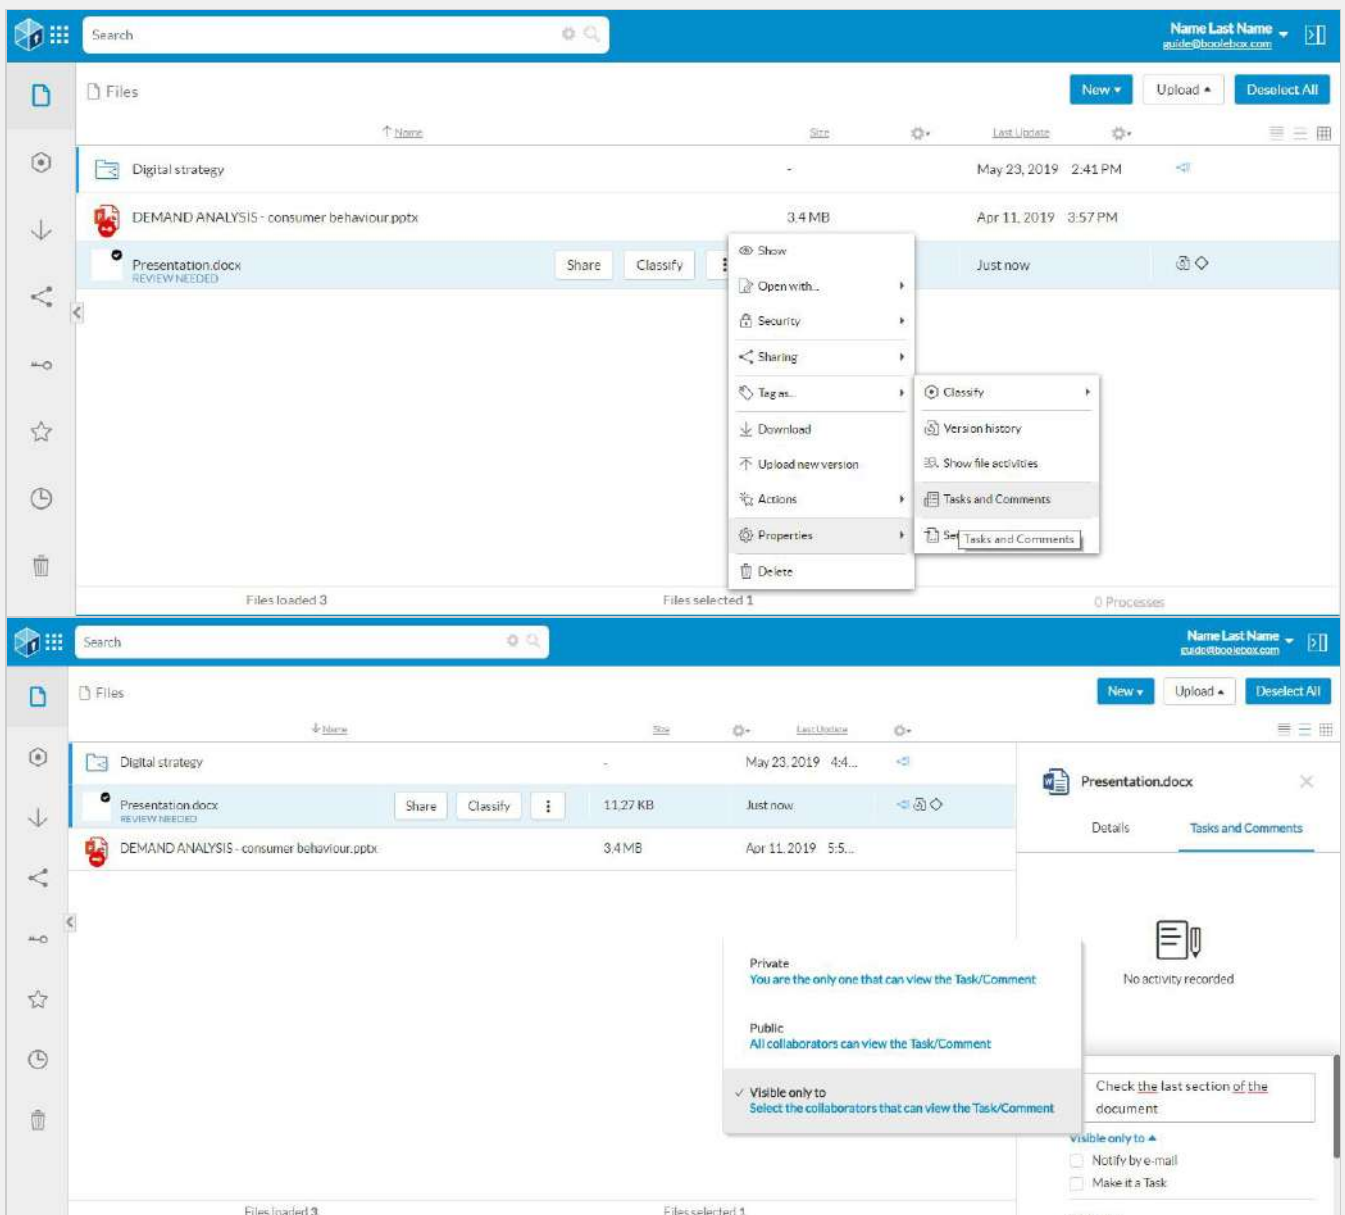 Search
Name Last Name
guide@boolebox.com
Files
New
Upload
Deselect All
Name
Size
Last Update
Digital strategy
-
May 23, 2019 2:41 PM
DEMAND ANALYSIS - consumer behaviour.pptx
3.4 MB
Apr 11, 2019 3:57 PM
Presentation.docx
REVIEW NEEDED
Share
Classify
Just now
Show
Open with...
Security
Sharing
Tag as...
Download
Upload new version
Actions
Properties
Delete
Classify
Version history
Show file activities
Tasks and Comments
Se
Tasks and Comments
Files loaded 3
Files selected 1
0 Processes
Search
Name Last Name
guide@boolebox.com
Files
New
Upload
Deselect All
Name
Size
Last Update
Digital strategy
-
May 23, 2019 4:4...
Presentation.docx
REVIEW NEEDED
Share
Classify
11,27 KB
Just now
DEMAND ANALYSIS - consumer behaviour.pptx
3,4 MB
Apr 11, 2019 5:5...
Presentation.docx
Details
Tasks and Comments
No activity recorded
Private
You are the only one that can view the Task/Comment
Public
All collaborators can view the Task/Comment
Visible only to
Select the collaborators that can view the Task/Comment
Check the last section of the
document
Visible only to
Notify by e-mail
Make it a Task
Files loaded 3
Files selected 1